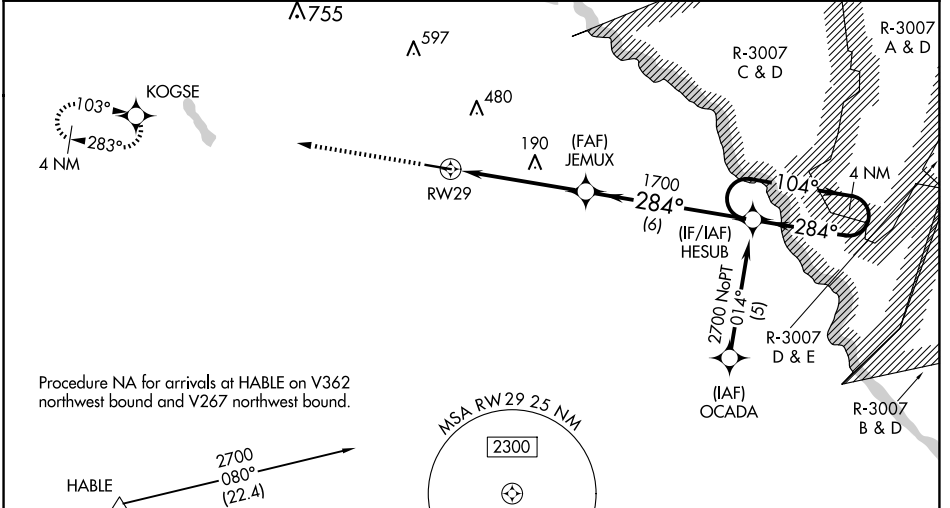 755
597
480
190
R-3007
C & D
R-3007
A & D
KOGSE
103°
283°
4 NM
(FAF)
JEMUX
RW29
1700
284°
(6)
(IF/IAF)
HESUB
104°
4 NM
284°
2700 NoPT
014°
(5)
R-3007
D & E
(IAF)
OCADA
R-3007
B & D
Procedure NA for arrivals at HABLE on V362
northwest bound and V267 northwest bound.
HABLE
2700
080°
(22.4)
MSA RW 29 25 NM
2300